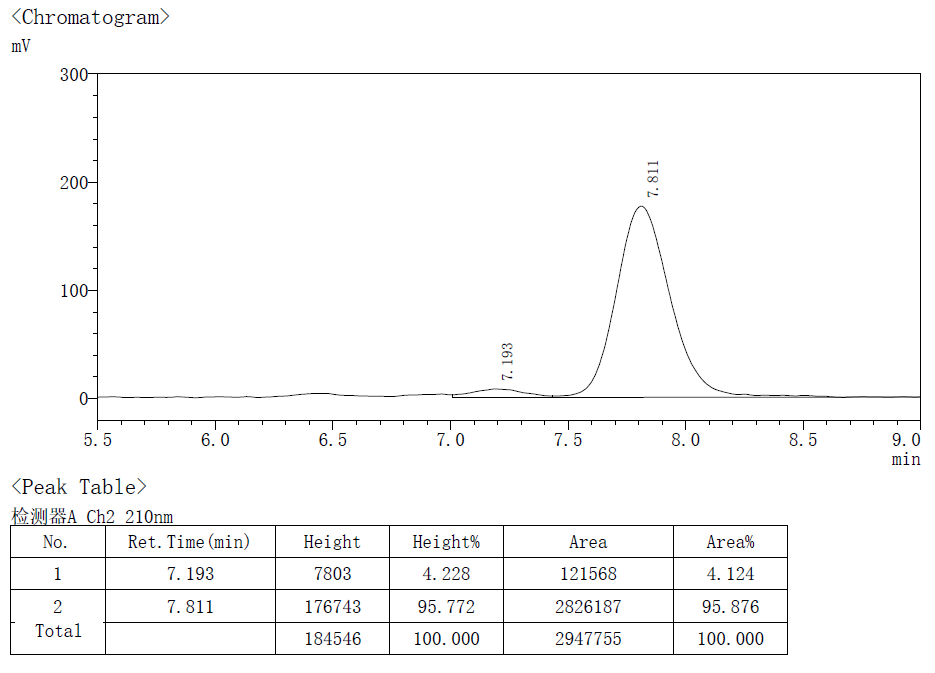 <Chromatogram>
mV
300
200
100
0
7.193
7.811
5.5 6.0 6.5 7.0 7.5 8.0 8.5 9.0
min
<Peak Table>
检测器A Ch2 210nm
No. Ret.Time(min) Height Height% Area Area%
1 7.193 7803 4.228 121568 4.124
2 7.811 176743 95.772 2826187 95.876
Total 184546 100.000 2947755 100.000